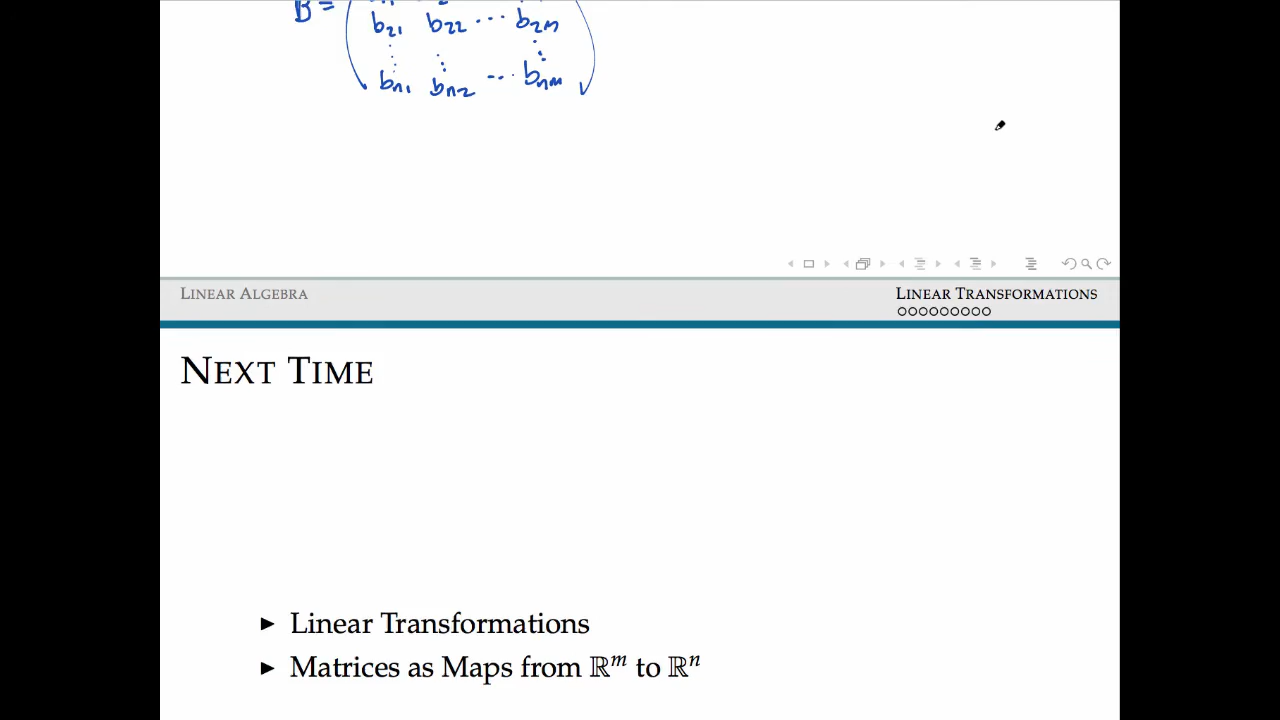 B =
b21 b22 ··· b2m
bn1 bn2 ··· bnm
LINEAR ALGEBRA
LINEAR TRANSFORMATIONS
NEXT TIME
► Linear Transformations
► Matrices as Maps from ℝᵐ to ℝⁿ